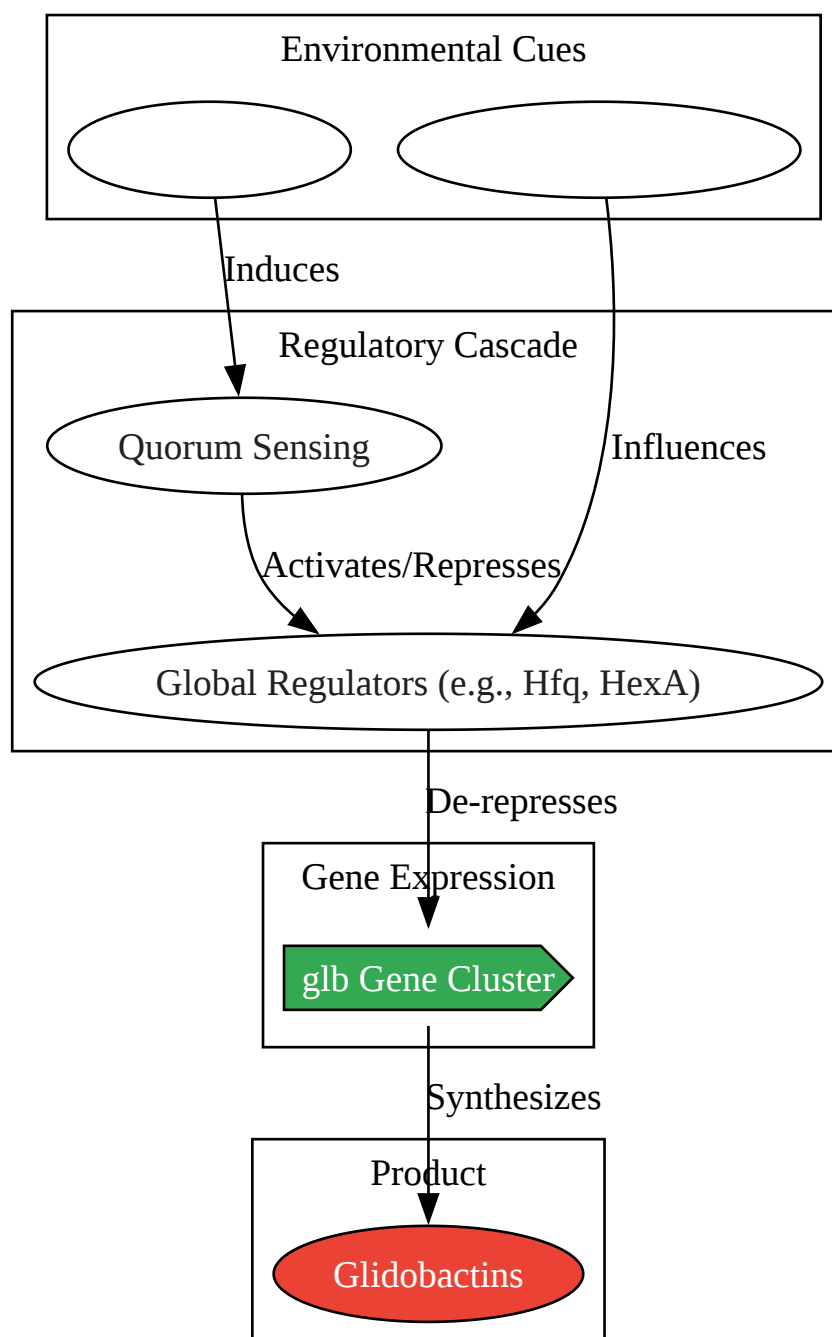 Environmental Cues
Induces
Regulatory Cascade
Quorum Sensing
Influences
Activates/Represses
Global Regulators (e.g., Hfq, HexA)
De-represses
Gene Expression
glb Gene Cluster
Synthesizes
Product
Glidobactins